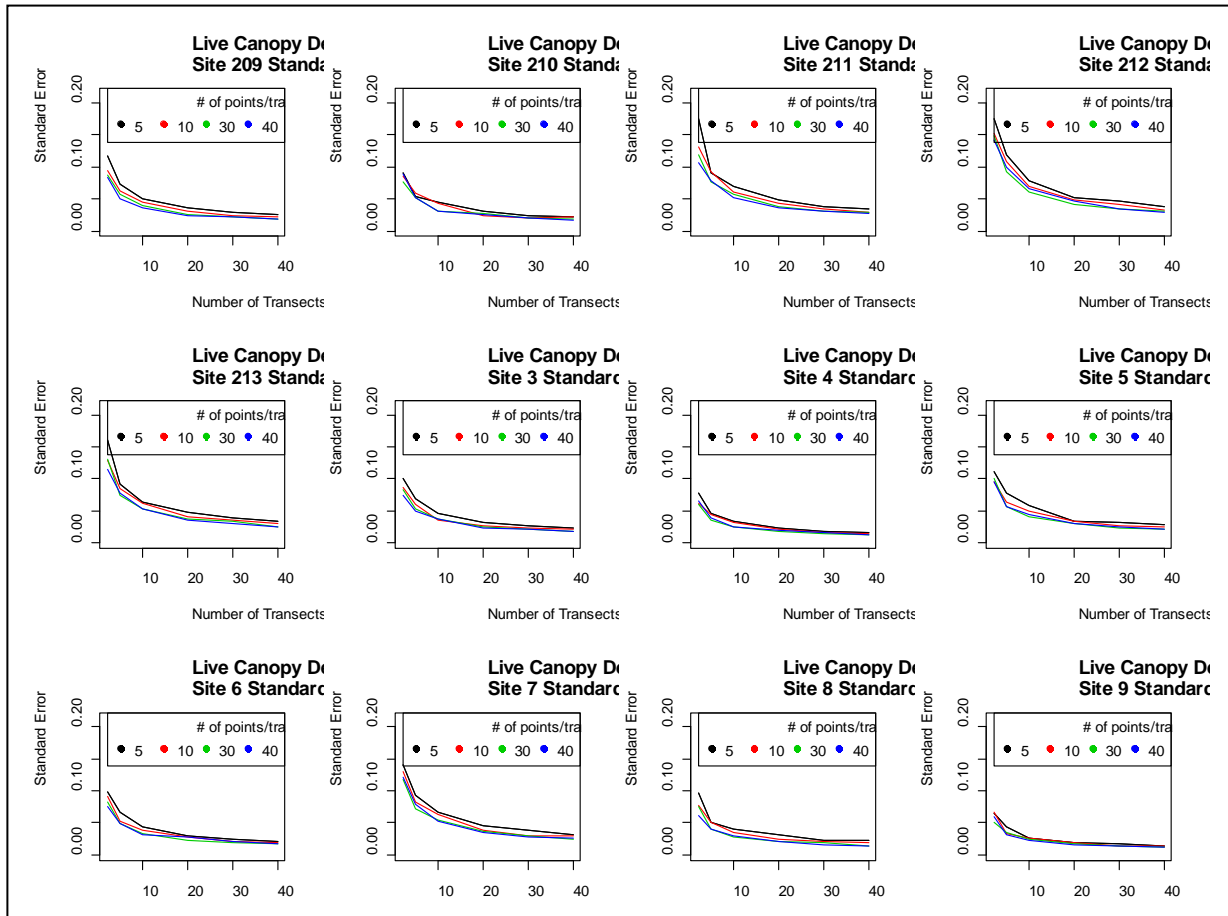 Live Canopy De
Site 209 Standa
Standard Error
0.20
0.10
0.00
# of points/tra
5 10 30 40
10 20 30 40
Number of Transects
Live Canopy De
Site 210 Standa
Standard Error
0.20
0.10
0.00
# of points/tra
5 10 30 40
10 20 30 40
Number of Transects
Live Canopy De
Site 211 Standa
Standard Error
0.20
0.10
0.00
# of points/tra
5 10 30 40
10 20 30 40
Number of Transects
Live Canopy De
Site 212 Standa
Standard Error
0.20
0.10
0.00
# of points/tra
5 10 30 40
10 20 30 40
Number of Transects
Live Canopy De
Site 213 Standa
Standard Error
0.20
0.10
0.00
# of points/tra
5 10 30 40
10 20 30 40
Number of Transects
Live Canopy De
Site 3 Standard
Standard Error
0.20
0.10
0.00
# of points/tra
5 10 30 40
10 20 30 40
Number of Transects
Live Canopy De
Site 4 Standard
Standard Error
0.20
0.10
0.00
# of points/tra
5 10 30 40
10 20 30 40
Number of Transects
Live Canopy De
Site 5 Standard
Standard Error
0.20
0.10
0.00
# of points/tra
5 10 30 40
10 20 30 40
Number of Transects
Live Canopy De
Site 6 Standard
Standard Error
0.20
0.10
0.00
# of points/tra
5 10 30 40
10 20 30 40
Number of Transects
Live Canopy De
Site 7 Standard
Standard Error
0.20
0.10
0.00
# of points/tra
5 10 30 40
10 20 30 40
Number of Transects
Live Canopy De
Site 8 Standard
Standard Error
0.20
0.10
0.00
# of points/tra
5 10 30 40
10 20 30 40
Number of Transects
Live Canopy De
Site 9 Standard
Standard Error
0.20
0.10
0.00
# of points/tra
5 10 30 40
10 20 30 40
Number of Transects